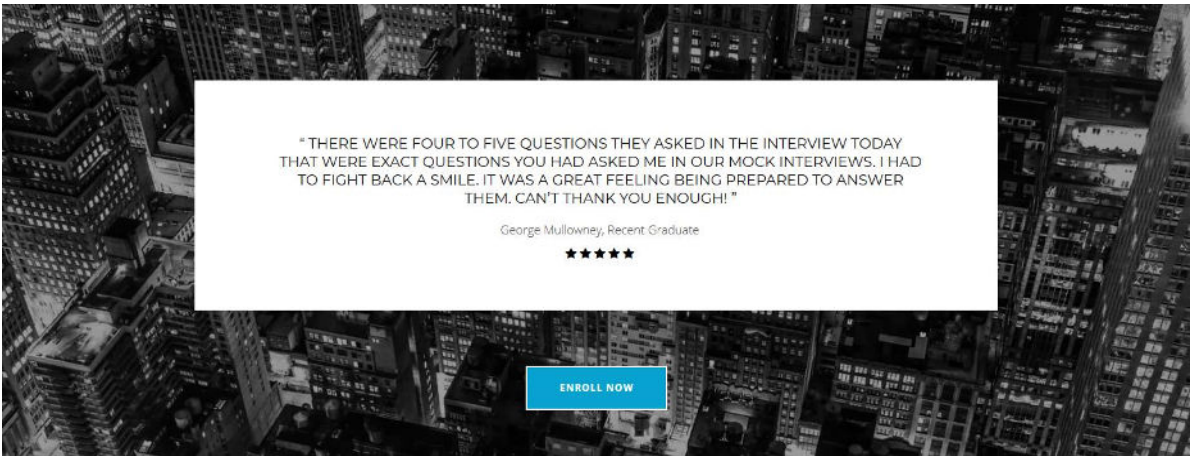 “ THERE WERE FOUR TO FIVE QUESTIONS THEY ASKED IN THE INTERVIEW TODAY
THAT WERE EXACT QUESTIONS YOU HAD ASKED ME IN OUR MOCK INTERVIEWS. I HAD
TO FIGHT BACK A SMILE. IT WAS A GREAT FEELING BEING PREPARED TO ANSWER
THEM. CAN’T THANK YOU ENOUGH! ”
George Mullowney, Recent Graduate
★★★★★
ENROLL NOW